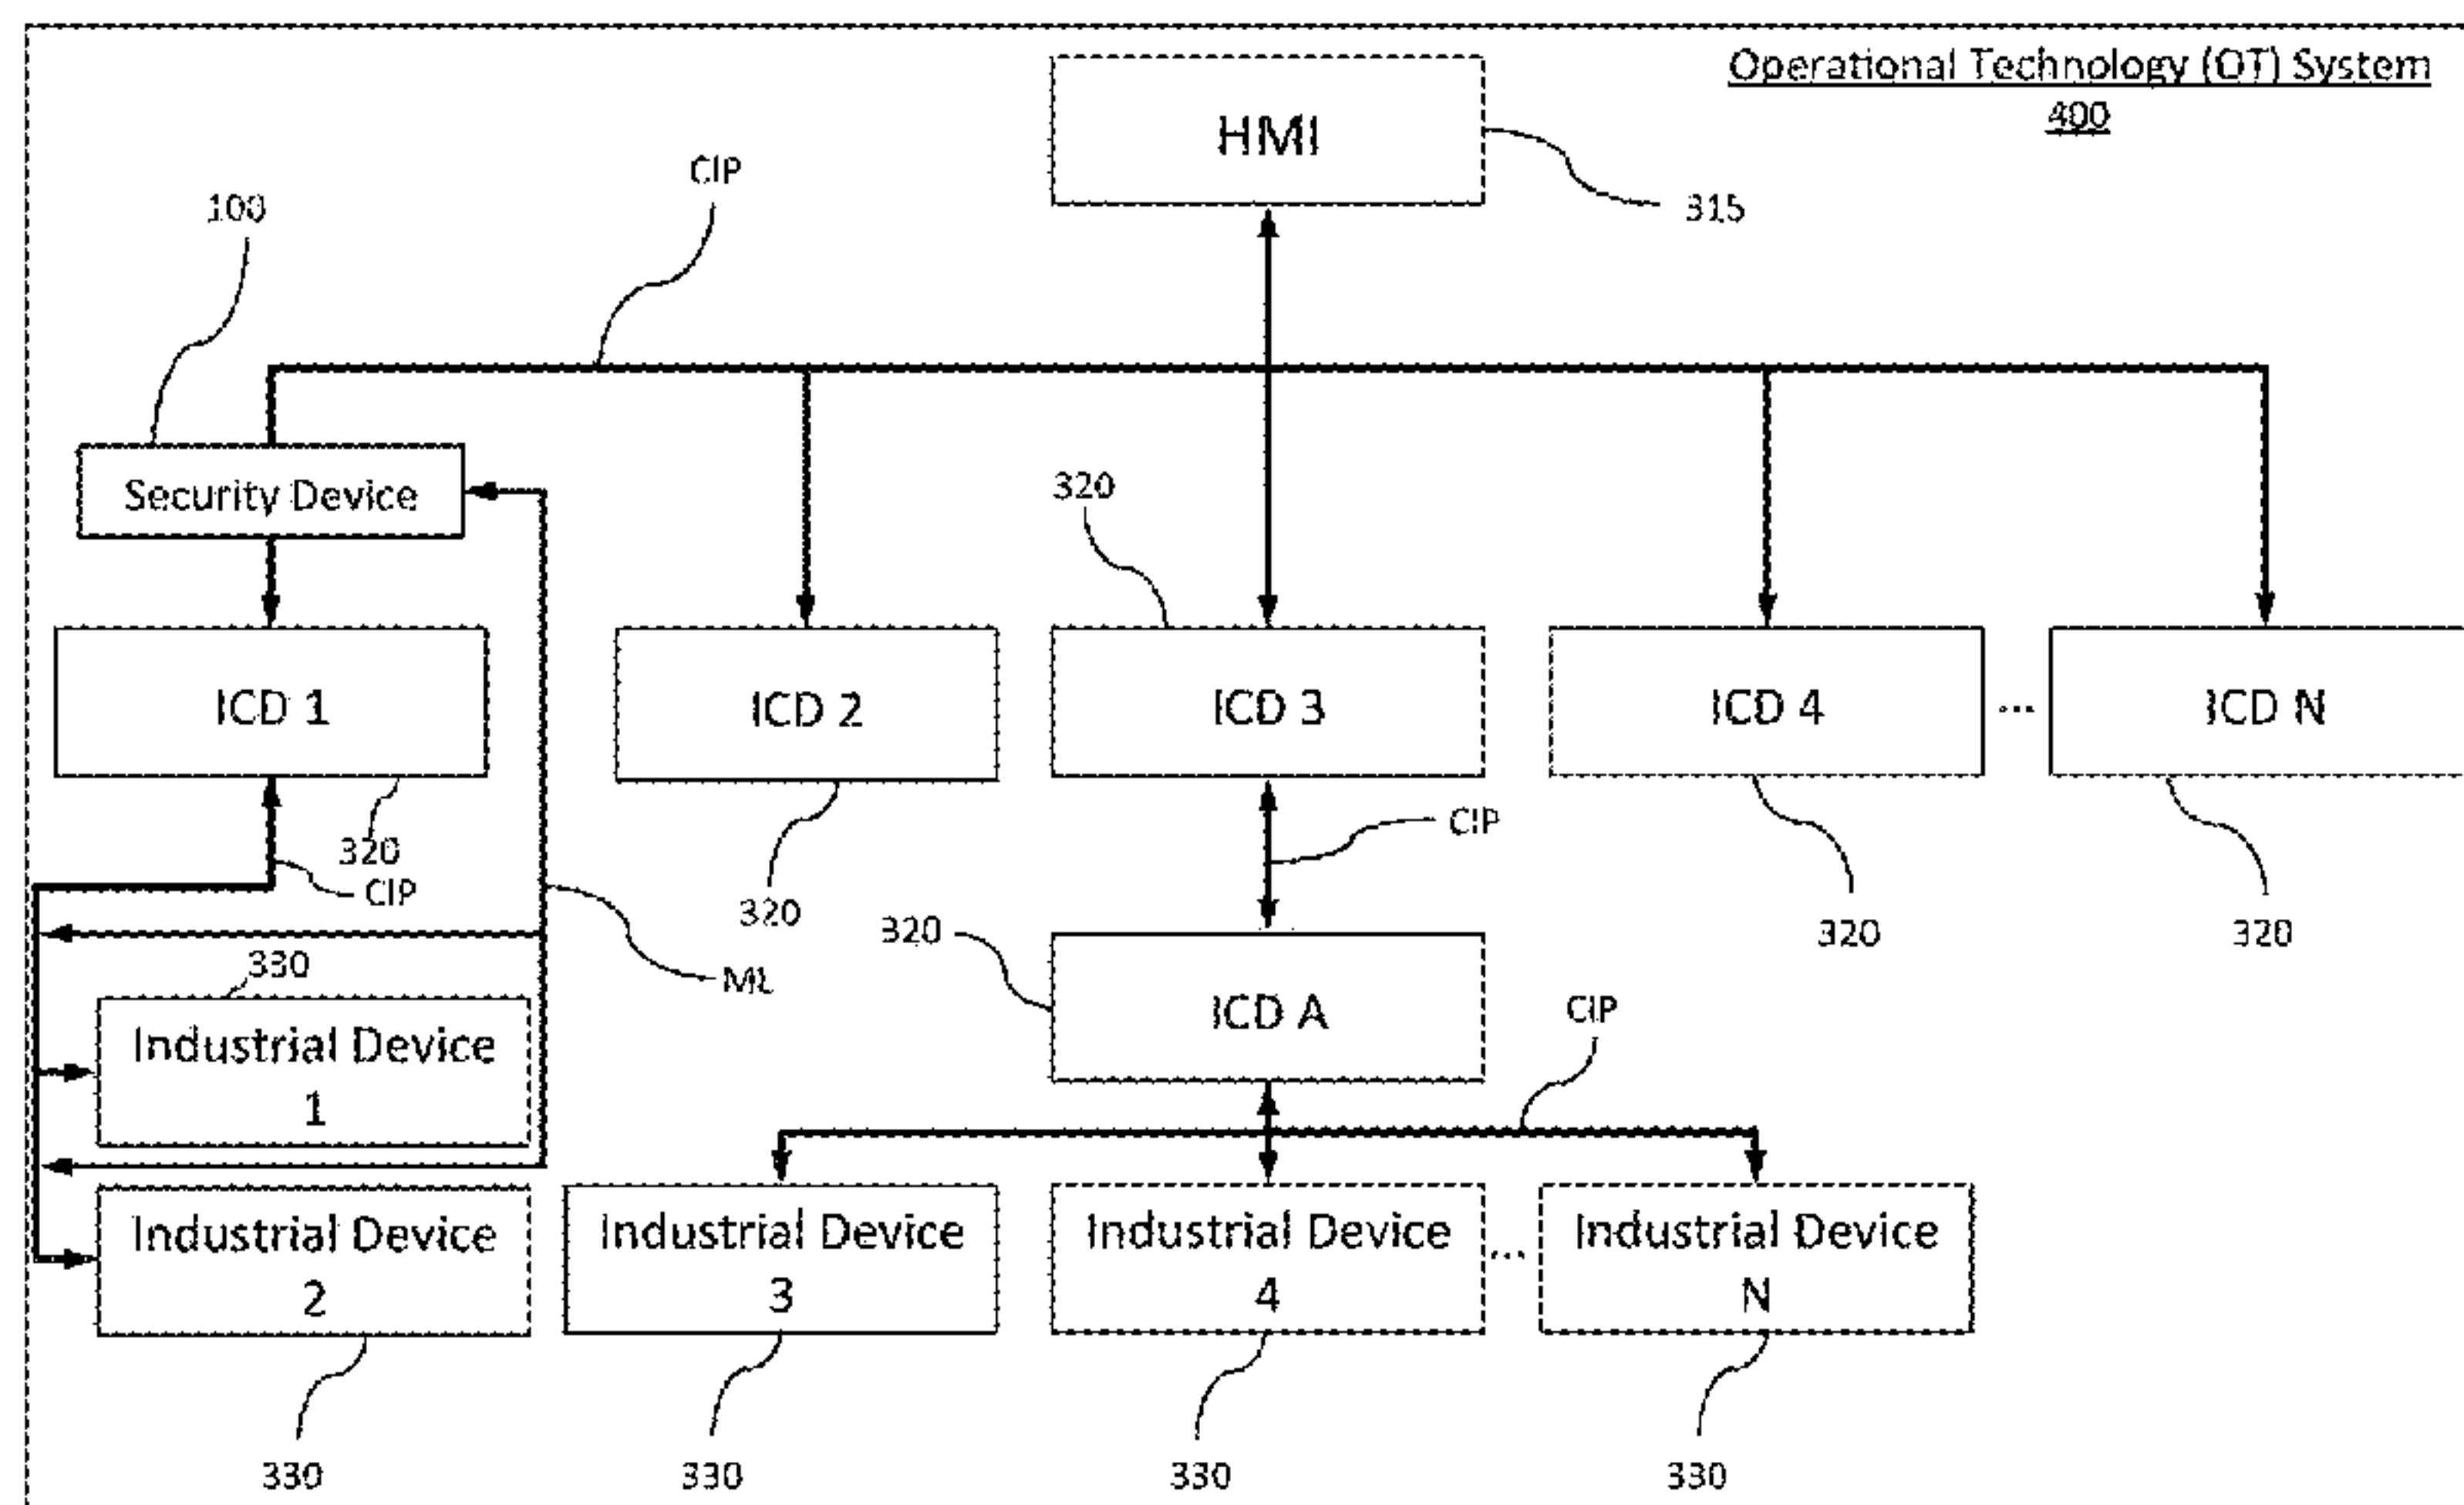 Operational Technology (OT) System
400
HMI
315
CIP
100
Security Device
320
ICD 1
ICD 2
ICD 3
ICD 4
...
ICD N
320
CIP
320
CIP
320
320
320
ML
330
Industrial Device
1
ICD A
CIP
Industrial Device
2
Industrial Device
3
Industrial Device
4
...
Industrial Device
N
330
330
330
330